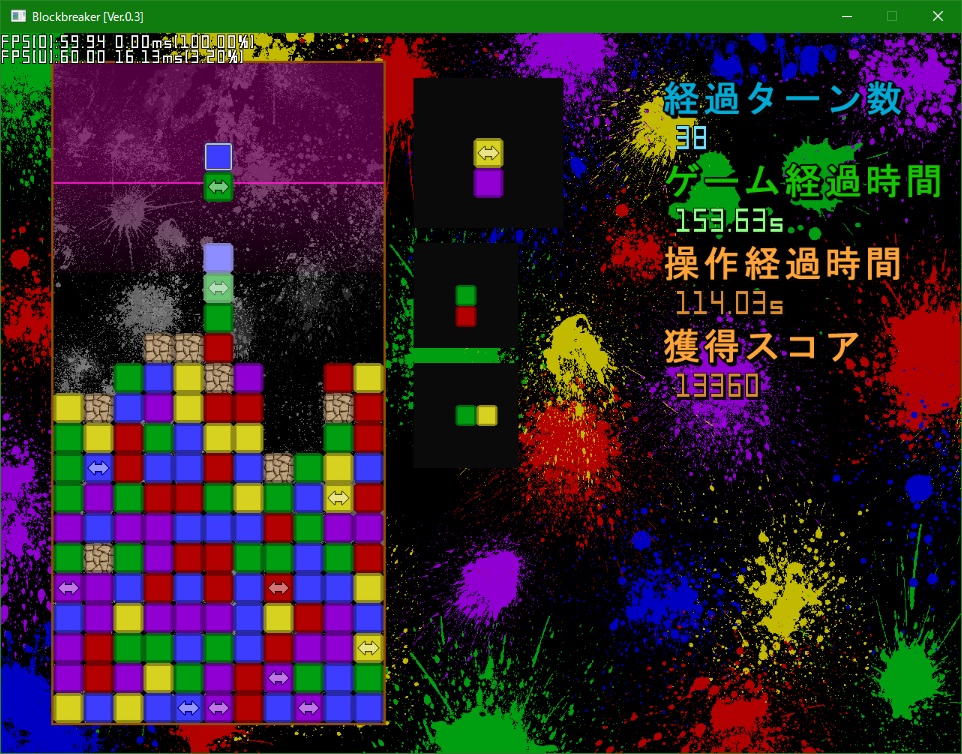 Blockbreaker [Ver.0.3]
FPS(0):59.94 0.00ms(100.00%)
FPS(0):60.00 16.13ms(3.20%)
経過ターン数
38
ゲーム経過時間
153.63s
操作経過時間
114.03s
獲得スコア
13360